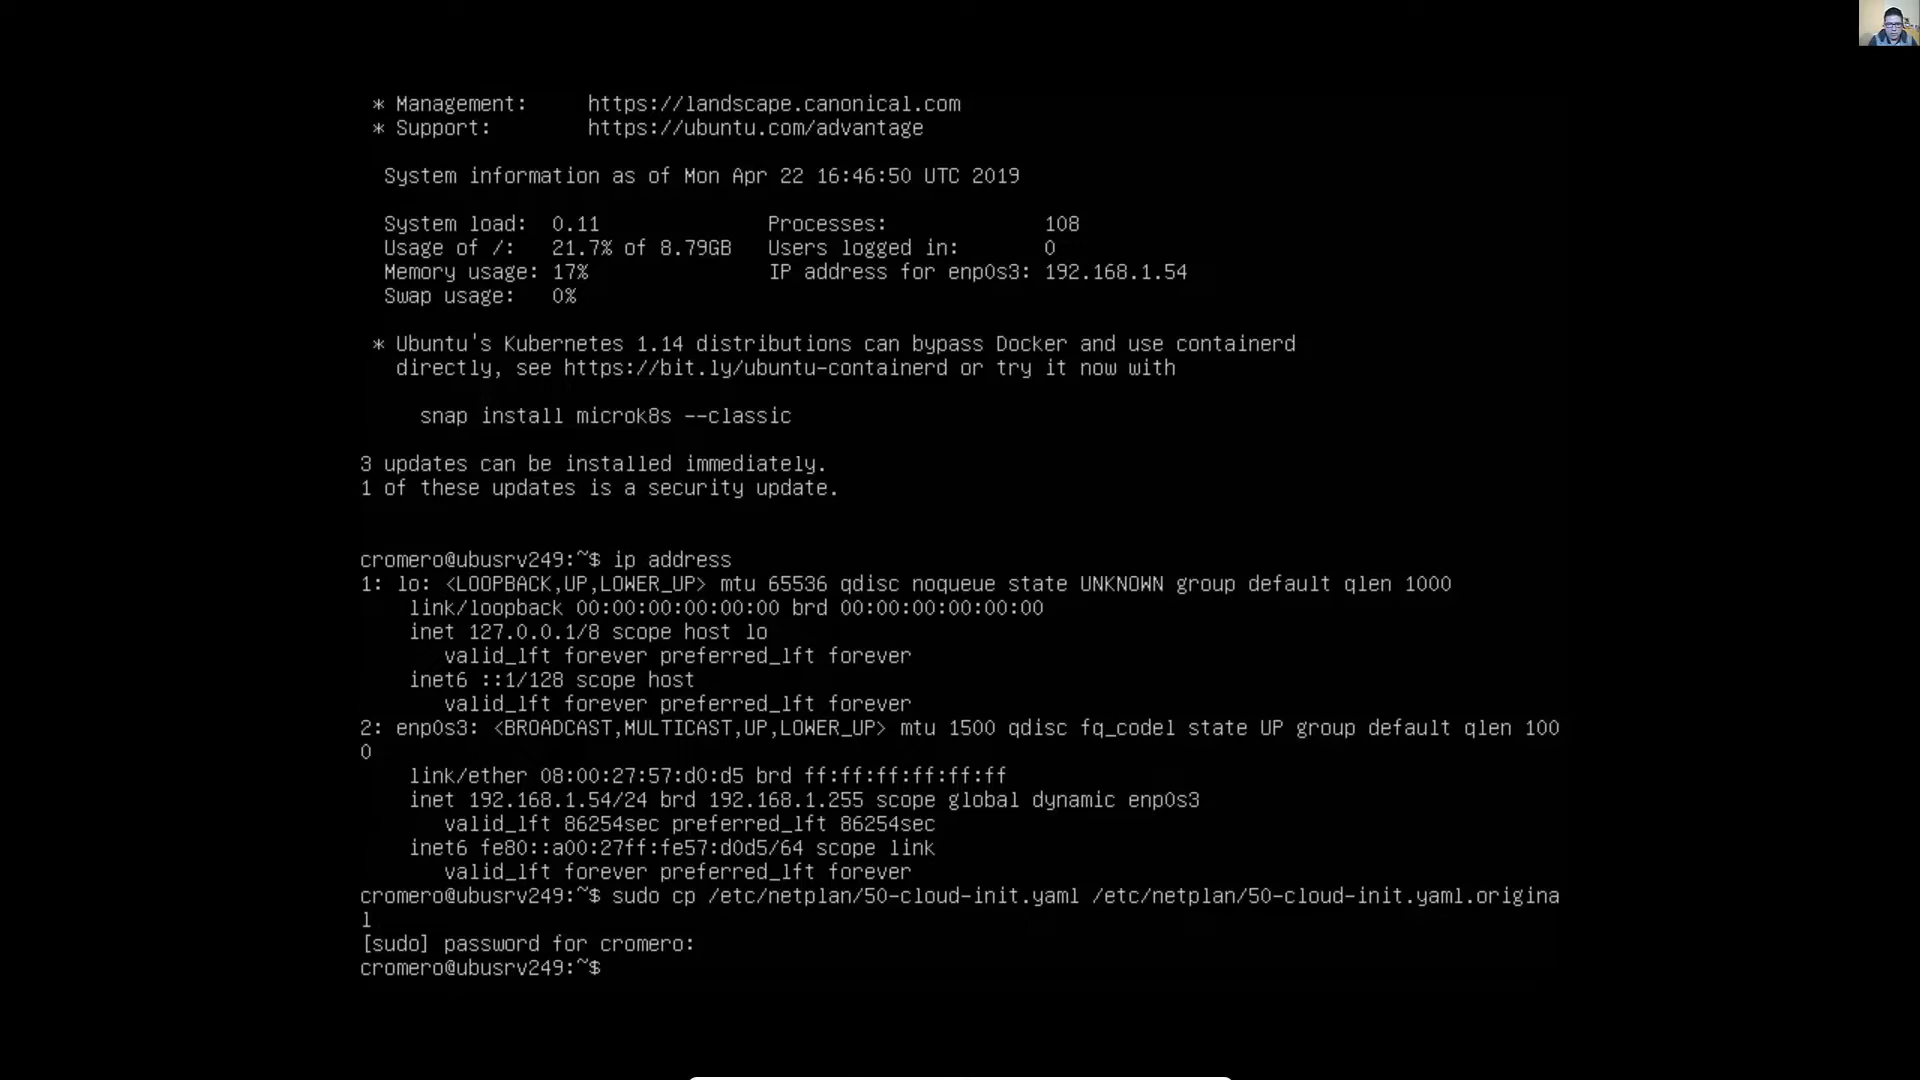 * Management: https://landscape.canonical.com
* Support: https://ubuntu.com/advantage
System information as of Mon Apr 22 16:46:50 UTC 2019
System load: 0.11 Processes: 108
Usage of /: 21.7% of 8.79GB Users logged in: 0
Memory usage: 17% IP address for enp0s3: 192.168.1.54
Swap usage: 0%
* Ubuntu's Kubernetes 1.14 distributions can bypass Docker and use containerd
directly, see https://bit.ly/ubuntu-containerd or try it now with
snap install microk8s --classic
3 updates can be installed immediately.
1 of these updates is a security update.
cromero@ubusrv249:~$ ip address
1: lo: <LOOPBACK,UP,LOWER_UP> mtu 65536 qdisc noqueue state UNKNOWN group default qlen 1000
link/loopback 00:00:00:00:00:00 brd 00:00:00:00:00:00
inet 127.0.0.1/8 scope host lo
valid_lft forever preferred_lft forever
inet6 ::1/128 scope host
valid_lft forever preferred_lft forever
2: enp0s3: <BROADCAST,MULTICAST,UP,LOWER_UP> mtu 1500 qdisc fq_codel state UP group default qlen 100
0
link/ether 08:00:27:57:d0:d5 brd ff:ff:ff:ff:ff:ff
inet 192.168.1.54/24 brd 192.168.1.255 scope global dynamic enp0s3
valid_lft 86254sec preferred_lft 86254sec
inet6 fe80::a00:27ff:fe57:d0d5/64 scope link
valid_lft forever preferred_lft forever
cromero@ubusrv249:~$ sudo cp /etc/netplan/50-cloud-init.yaml /etc/netplan/50-cloud-init.yaml.origina
l
[sudo] password for cromero:
cromero@ubusrv249:~$